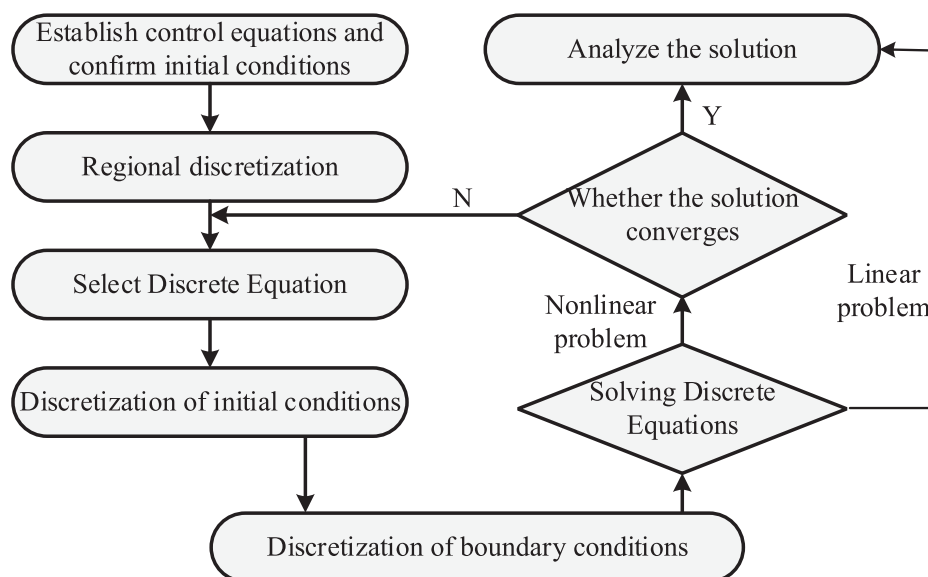 Establish control equations and
confirm initial conditions
Regional discretization
Select Discrete Equation
Discretization of initial conditions
Discretization of boundary conditions
Solving Discrete
Equations
Nonlinear
problem
Linear
problem
Whether the solution
converges
N
Y
Analyze the solution